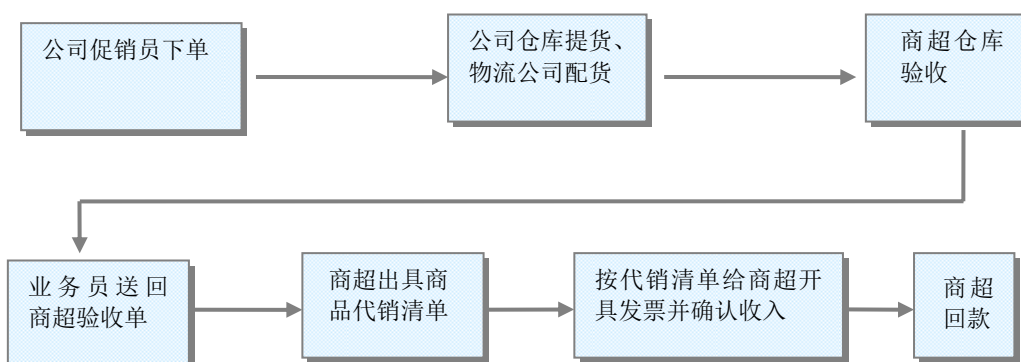 公司促销员下单
公司仓库提货、
物流公司配货
商超仓库
验收
业务员送回
商超验收单
商超出具商
品代销清单
按代销清单给商超开
具发票并确认收入
商超
回款